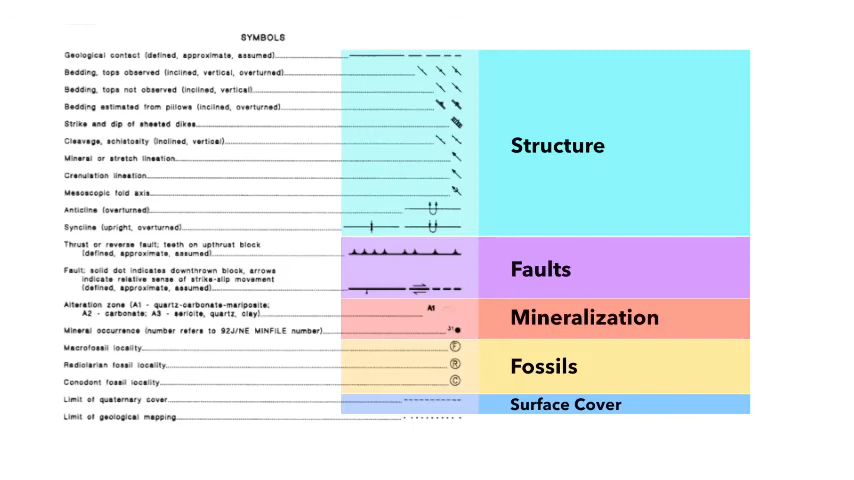 SYMBOLS
Geological contact (defined, approximate, assumed)
Bedding, tops observed (inclined, vertical, overturned)
Bedding, tops not observed (inclined, vertical)
Bedding estimated from pillows (inclined, overturned)
Strike and dip of sheeted dikes
Cleavage, schistosity (inclined, vertical)
Mineral or stretch lineation
Crenulation lineation
Mesoscopic fold axis
Anticline (overturned)
Syncline (upright, overturned)
Structure
Thrust or reverse fault; teeth on upthrust block
(defined, approximate, assumed)
Fault; solid dot indicates downthrown block, arrows
indicate relative sense of strike-slip movement
(defined, approximate, assumed)
Faults
Alteration zone (A1 - quartz-carbonate-mariposite;
A2 - carbonate; A3 - sericite, quartz, clay) A1
Mineral occurrence (number refers to 92J/NE MINFILE number)
Mineralization
Macrofossil locality F
Radiolarian fossil locality R
Conodont fossil locality C
Fossils
Limit of quaternary cover
Surface Cover
Limit of geological mapping